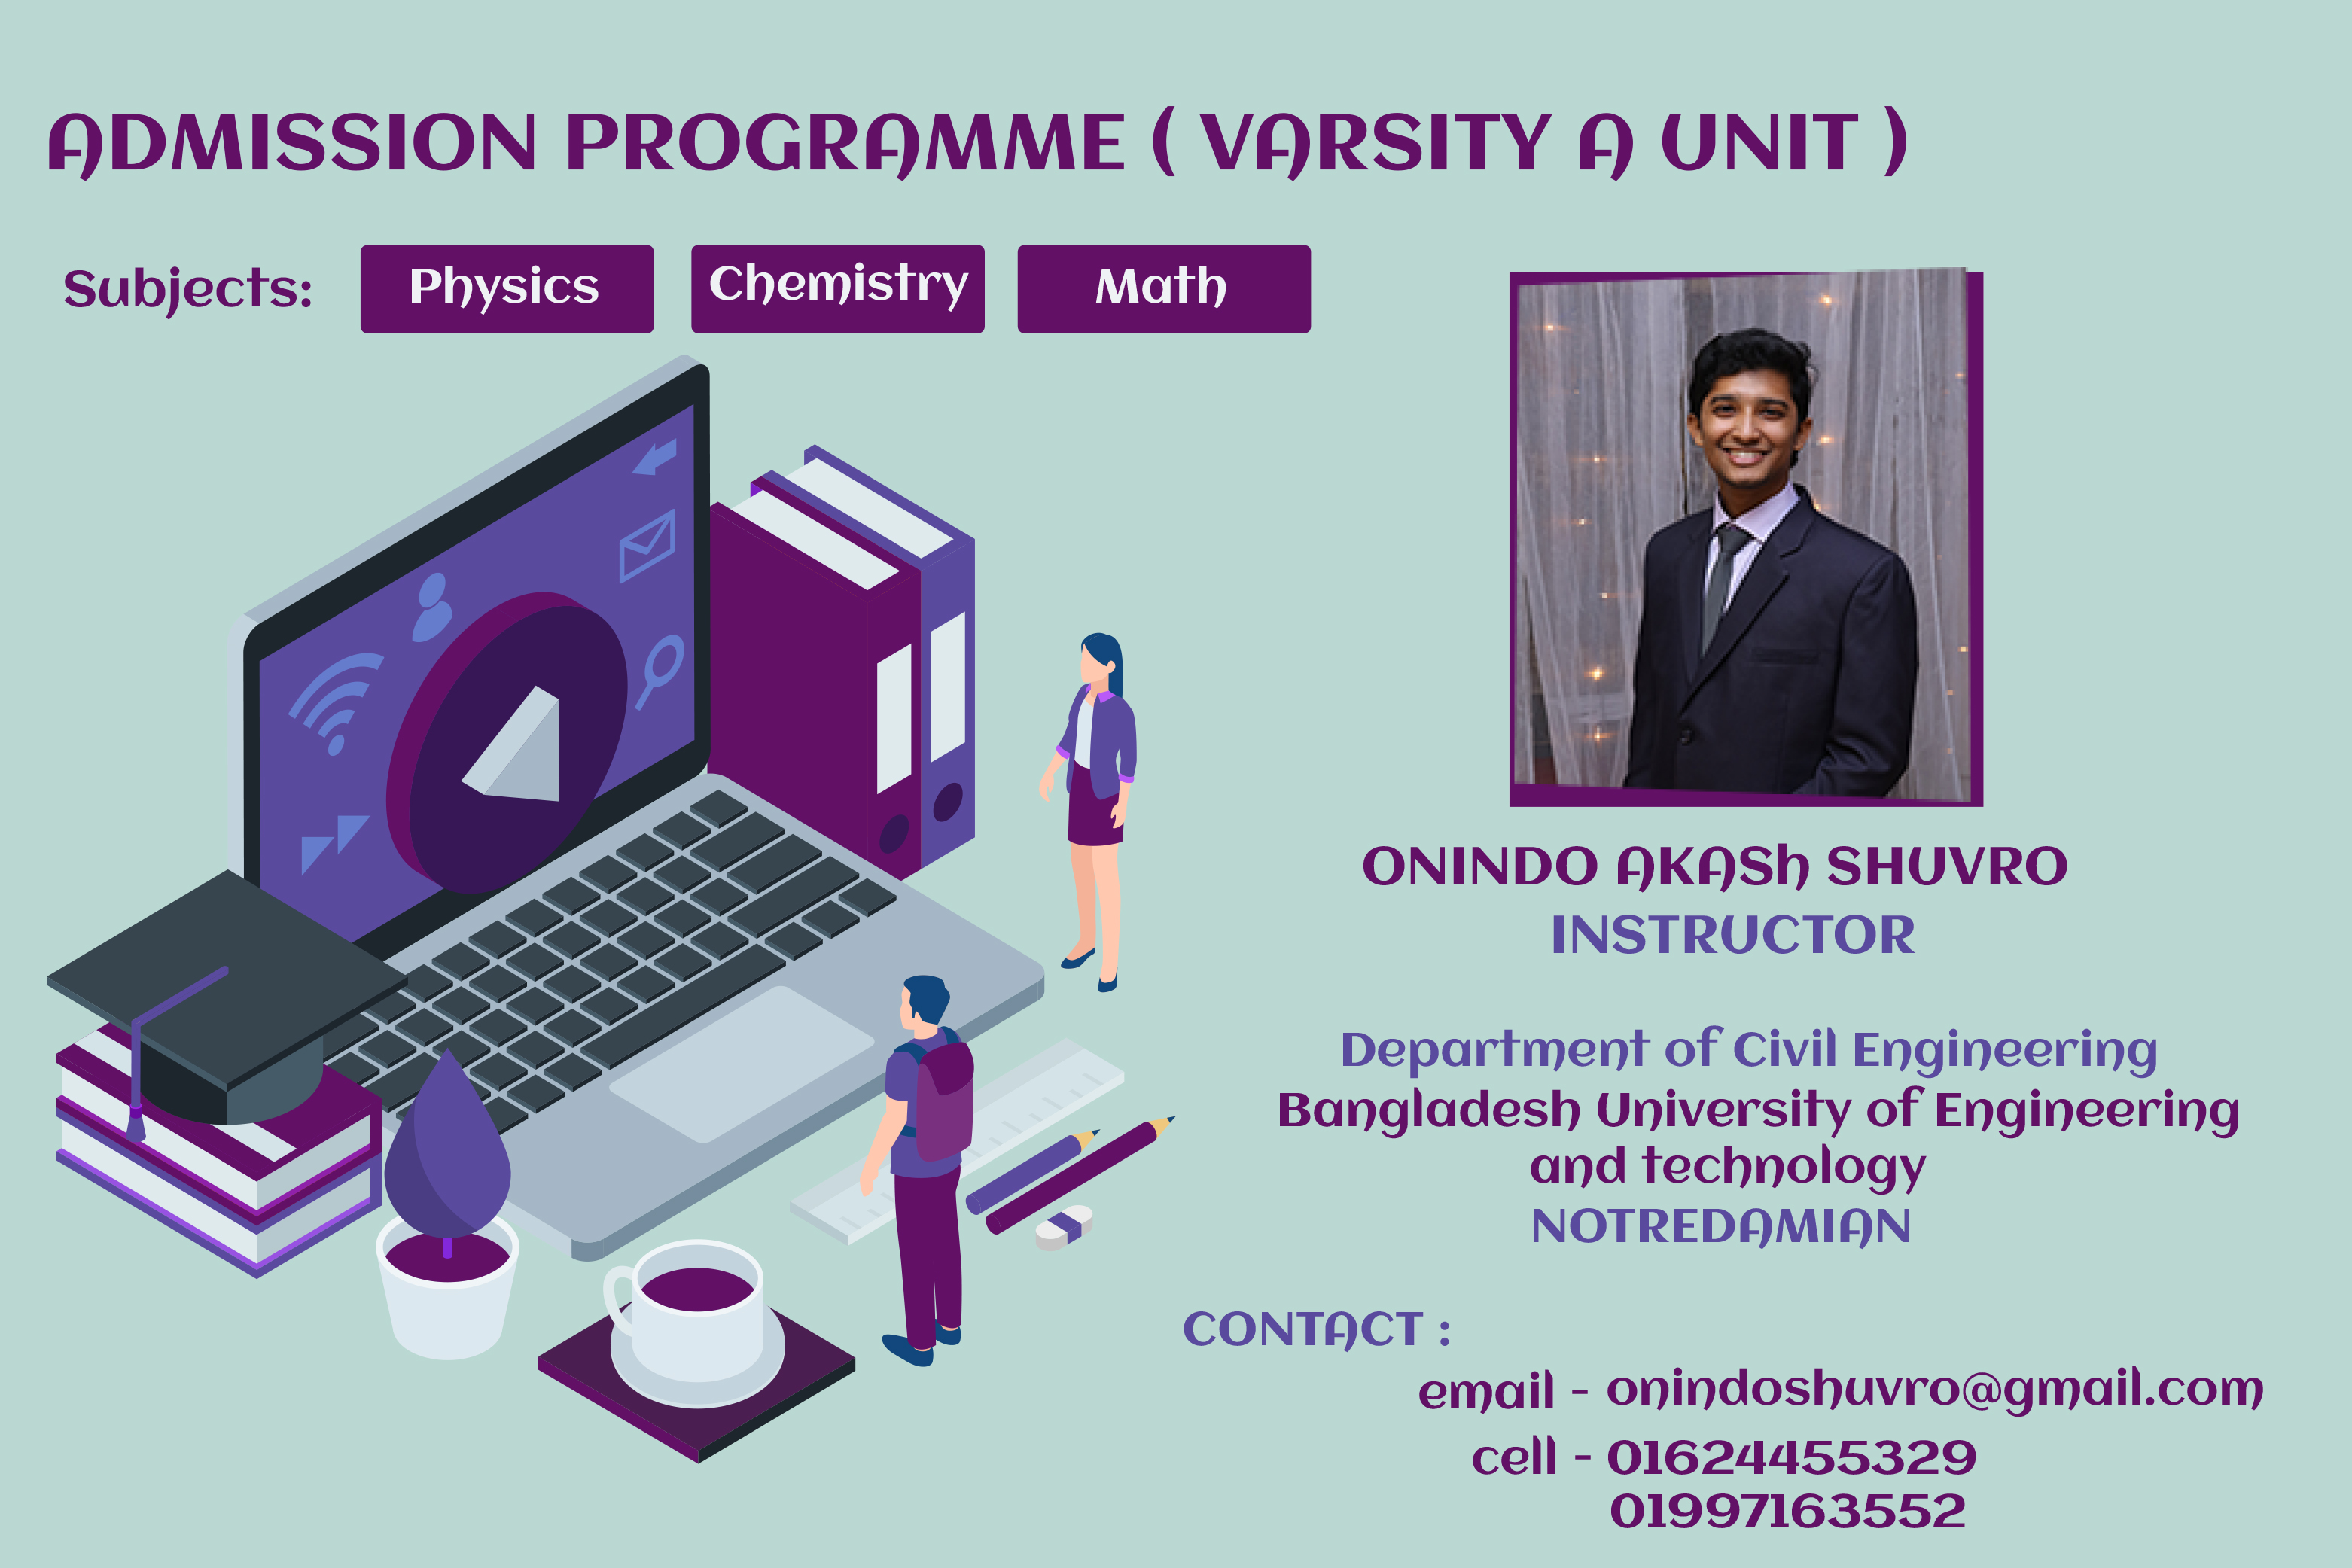 ADMISSION PROGRAMME ( VARSITY A UNIT )
Subjects: Physics Chemistry Math
ONINDO AKASh SHUVRO
INSTRUCTOR
Department of Civil Engineering
Bangladesh University of Engineering
and technology
NOTREDAMIAN
CONTACT :
email - onindoshuvro@gmail.com
cell - 01624455329
01997163552